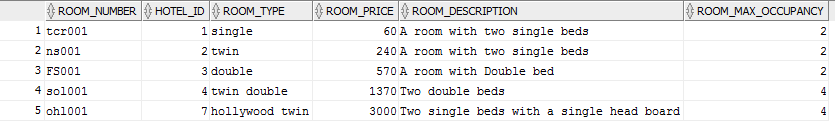 ROOM_NUMBER HOTEL_ID ROOM_TYPE ROOM_PRICE ROOM_DESCRIPTION ROOM_MAX_OCCUPANCY
1 tcr001 1 single 60 A room with two single beds 2
2 ns001 2 twin 240 A room with two single beds 2
3 FS001 3 double 570 A room with Double bed 2
4 sol001 4 twin double 1370 Two double beds 4
5 ohl001 7 hollywood twin 3000 Two single beds with a single head board 4